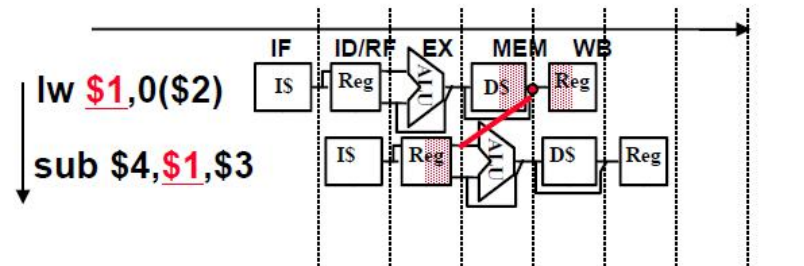 IF ID/RF EX MEM WB
lw $1,0($2) I$ Reg ALU D$ Reg
sub $4,$1,$3 I$ Reg ALU D$ Reg